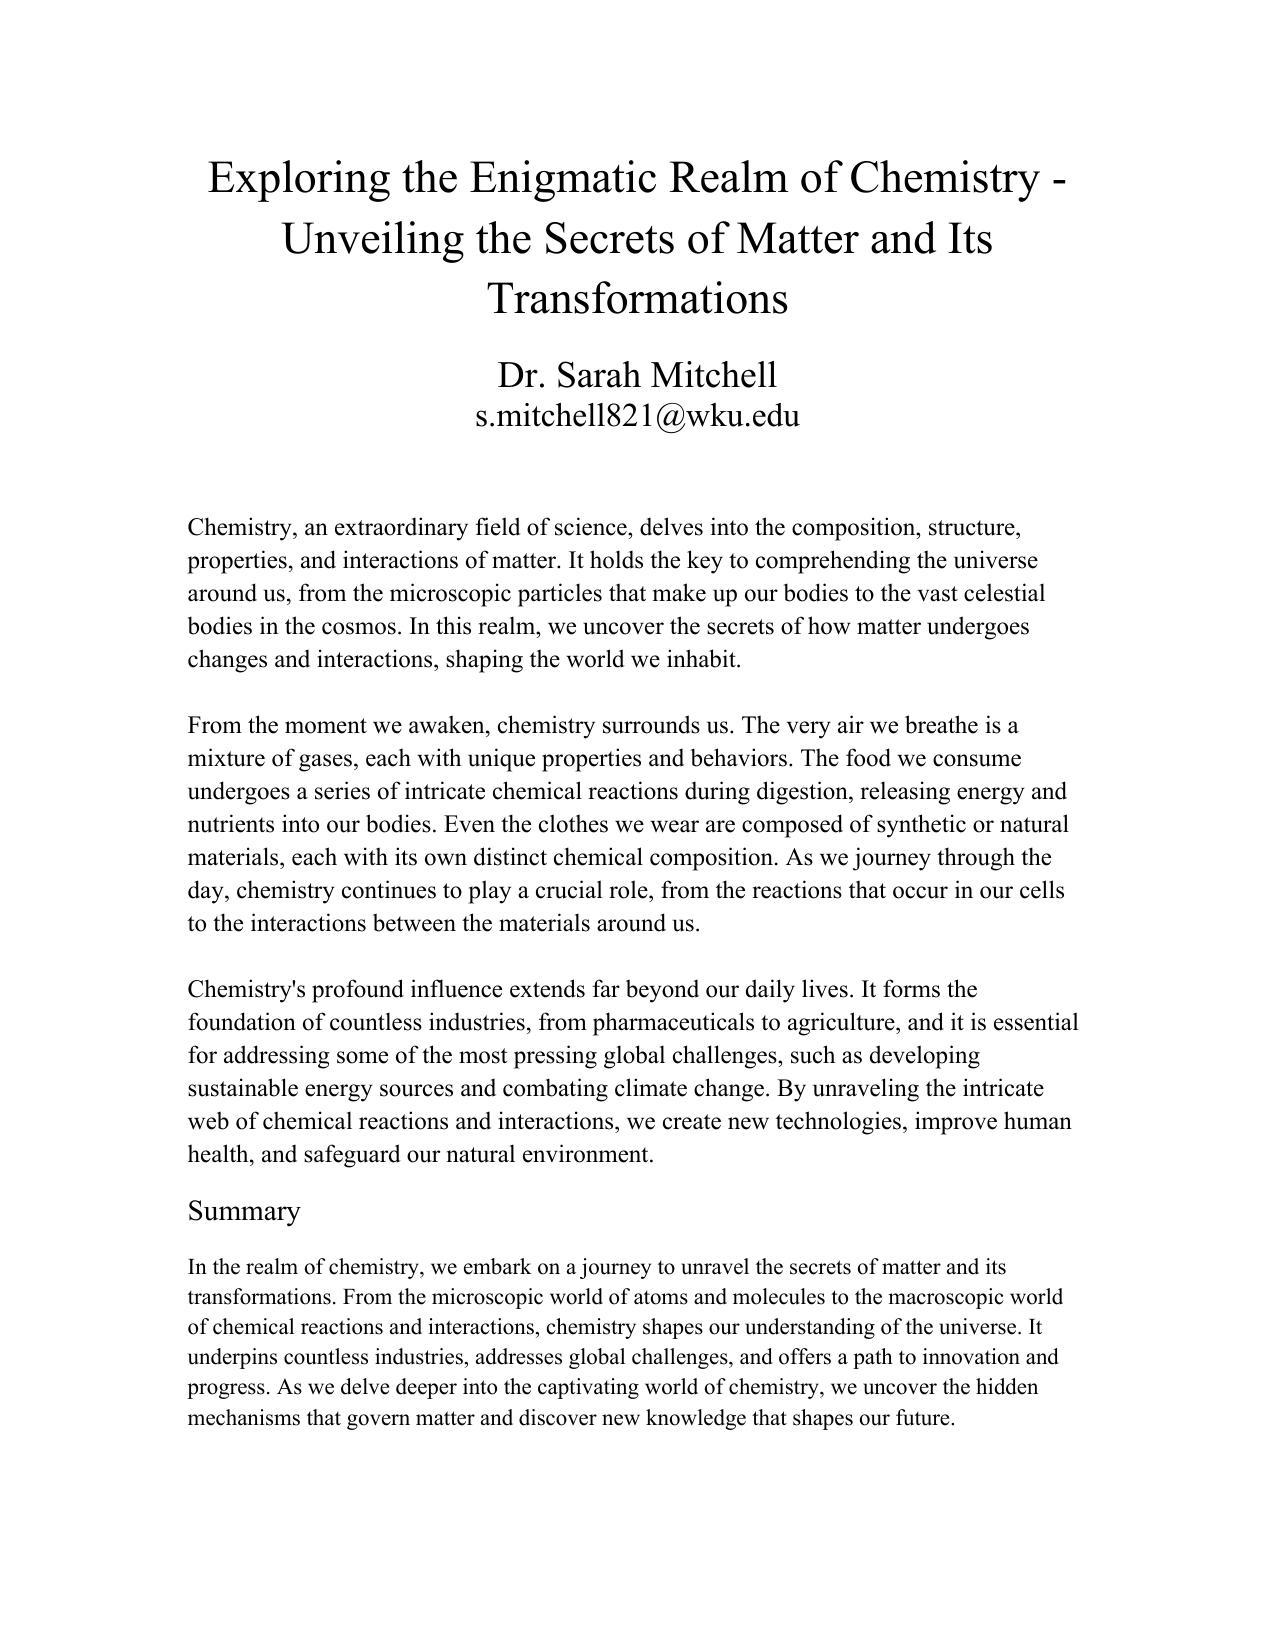 Exploring the Enigmatic Realm of Chemistry -
Unveiling the Secrets of Matter and Its
Transformations
Dr. Sarah Mitchell
s.mitchell821@wku.edu
Chemistry, an extraordinary field of science, delves into the composition, structure,
properties, and interactions of matter. It holds the key to comprehending the universe
around us, from the microscopic particles that make up our bodies to the vast celestial
bodies in the cosmos. In this realm, we uncover the secrets of how matter undergoes
changes and interactions, shaping the world we inhabit.
From the moment we awaken, chemistry surrounds us. The very air we breathe is a
mixture of gases, each with unique properties and behaviors. The food we consume
undergoes a series of intricate chemical reactions during digestion, releasing energy and
nutrients into our bodies. Even the clothes we wear are composed of synthetic or natural
materials, each with its own distinct chemical composition. As we journey through the
day, chemistry continues to play a crucial role, from the reactions that occur in our cells
to the interactions between the materials around us.
Chemistry's profound influence extends far beyond our daily lives. It forms the
foundation of countless industries, from pharmaceuticals to agriculture, and it is essential
for addressing some of the most pressing global challenges, such as developing
sustainable energy sources and combating climate change. By unraveling the intricate
web of chemical reactions and interactions, we create new technologies, improve human
health, and safeguard our natural environment.
Summary
In the realm of chemistry, we embark on a journey to unravel the secrets of matter and its
transformations. From the microscopic world of atoms and molecules to the macroscopic world
of chemical reactions and interactions, chemistry shapes our understanding of the universe. It
underpins countless industries, addresses global challenges, and offers a path to innovation and
progress. As we delve deeper into the captivating world of chemistry, we uncover the hidden
mechanisms that govern matter and discover new knowledge that shapes our future.